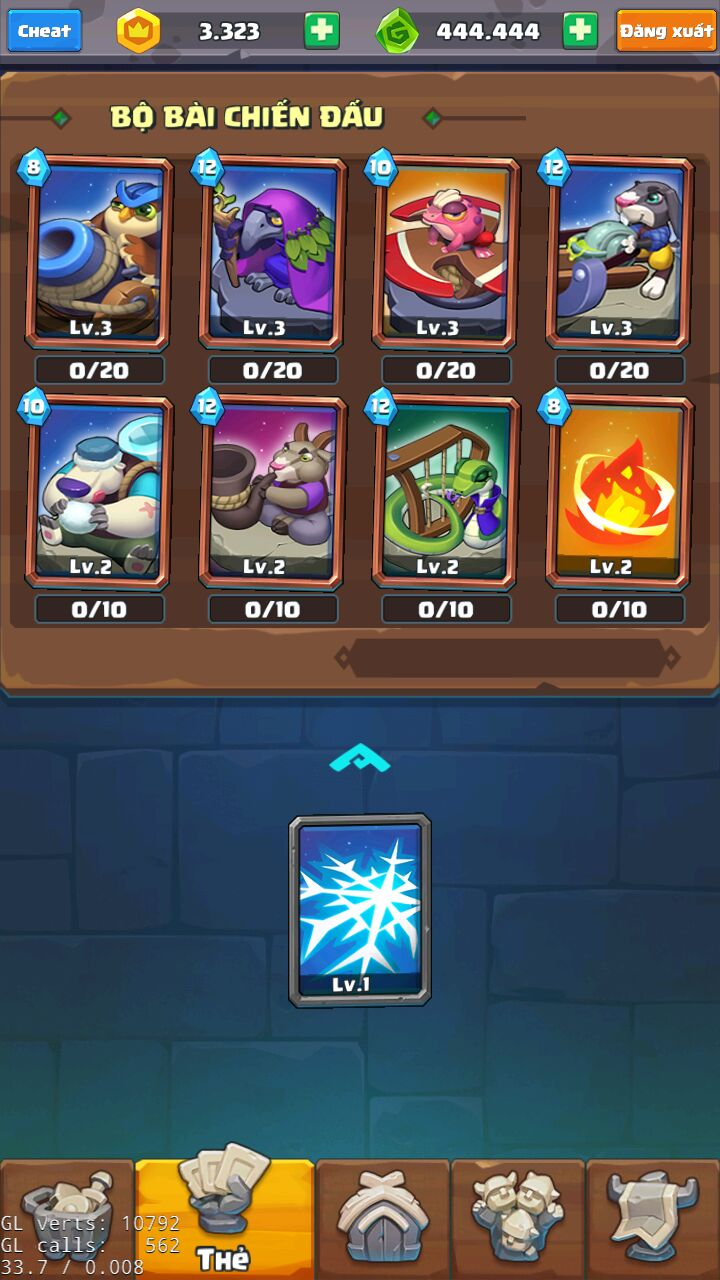 Cheat 3.323 444.444 Đăng xuất
BỘ BÀI CHIẾN ĐẤU
8 12 10 12
Lv.3 Lv.3 Lv.3 Lv.3
0/20 0/20 0/20 0/20
10 12 12 8
Lv.2 Lv.2 Lv.2 Lv.2
0/10 0/10 0/10 0/10
Lv.1
GL verts: 10792
GL calls: 562
33.7 / 0.008
Thẻ